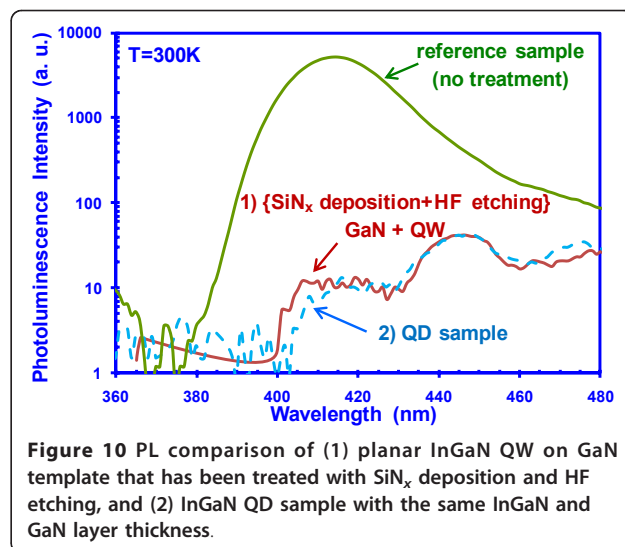 10000
1000
100
10
1
Photoluminescence Intensity (a. u.)
T=300K
reference sample
(no treatment)
1) {SiNₓ deposition+HF etching}
GaN + QW
2) QD sample
360 380 400 420 440 460 480
Wavelength (nm)
Figure 10 PL comparison of (1) planar InGaN QW on GaN
template that has been treated with SiNₓ deposition and HF
etching, and (2) InGaN QD sample with the same InGaN and
GaN layer thickness.